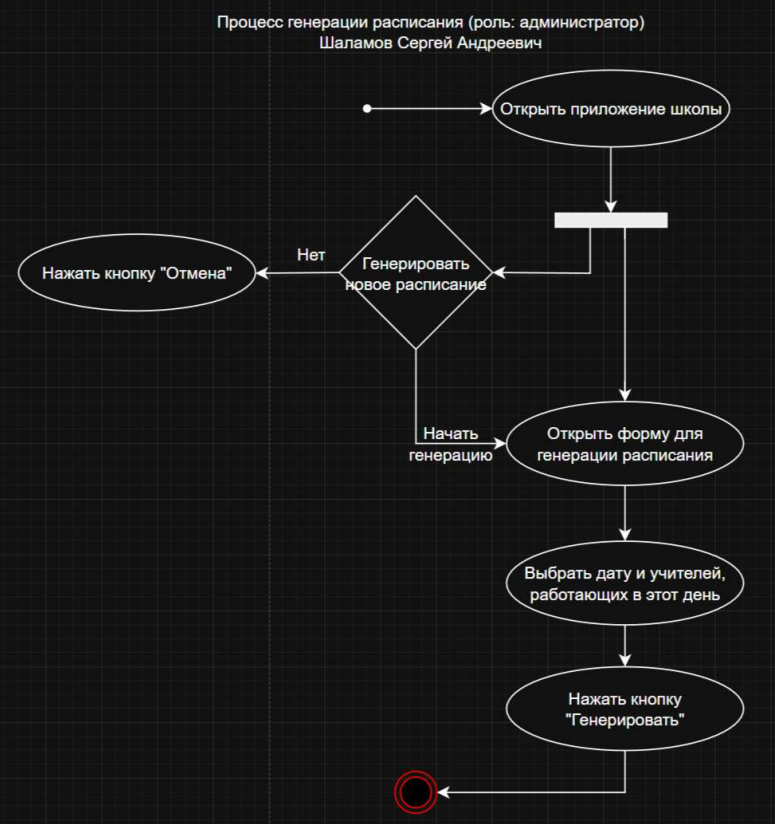 Процесс генерации расписания (роль: администратор)
Шаламов Сергей Андреевич
Открыть приложение школы
Нет
Генерировать
новое расписание
Нажать кнопку "Отмена"
Начать
генерацию
Открыть форму для
генерации расписания
Выбрать дату и учителей,
работающих в этот день
Нажать кнопку
"Генерировать"